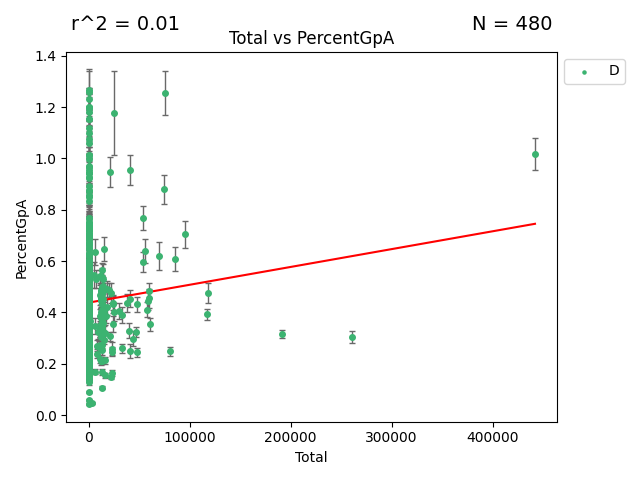 r^2 = 0.01
N = 480
Total vs PercentGpA
D
1.4
1.2
1.0
0.8
0.6
0.4
0.2
0.0
PercentGpA
0 100000 200000 300000 400000
Total